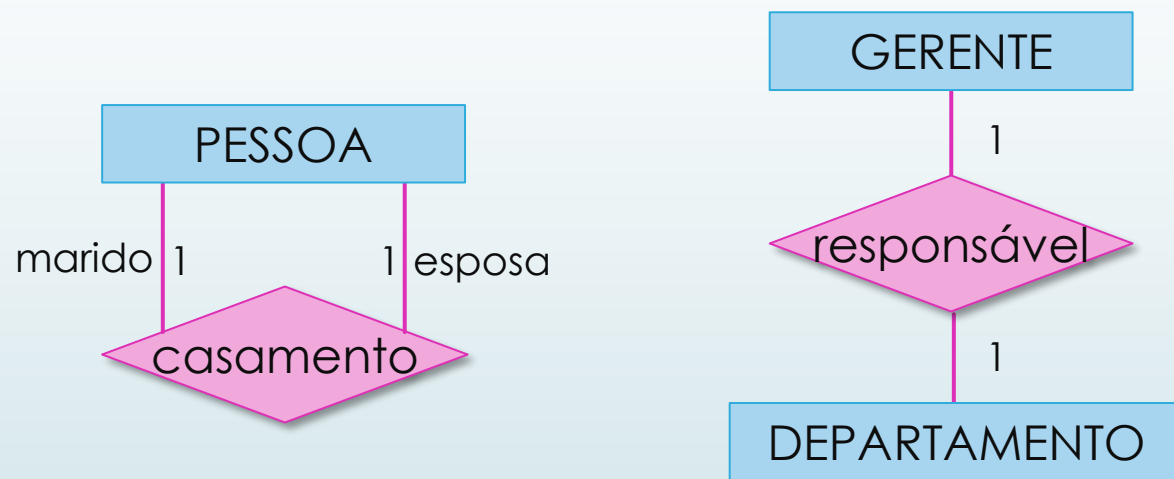 PESSOA
marido 1 1 esposa
casamento
GERENTE
1
responsável
1
DEPARTAMENTO